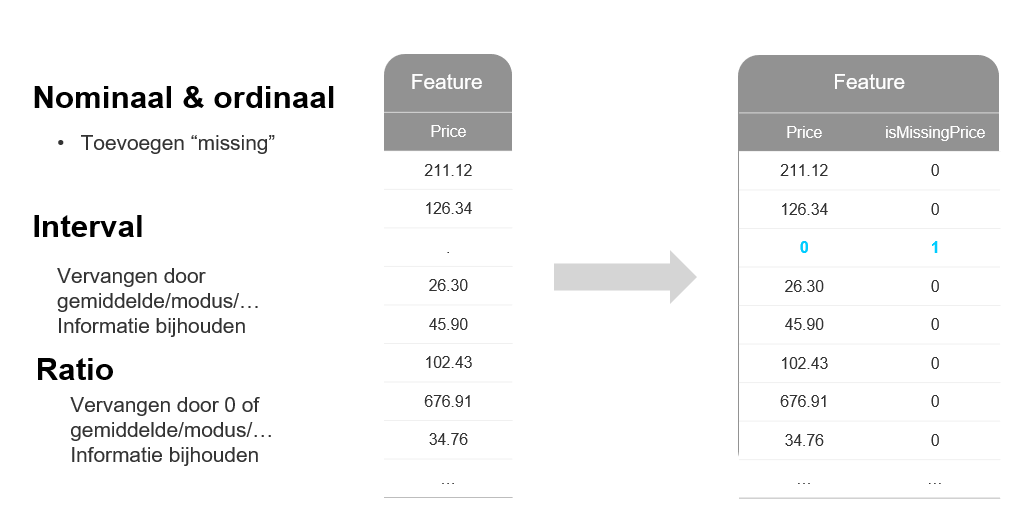 Nominaal & ordinaal
• Toevoegen “missing”
Interval
Vervangen door
gemiddelde/modus/…
Informatie bijhouden
Ratio
Vervangen door 0 of
gemiddelde/modus/…
Informatie bijhouden
Feature
Price
211.12
126.34
.
26.30
45.90
102.43
676.91
34.76
…
Feature
Price isMissingPrice
211.12 0
126.34 0
0 1
26.30 0
45.90 0
102.43 0
676.91 0
34.76 0
… …